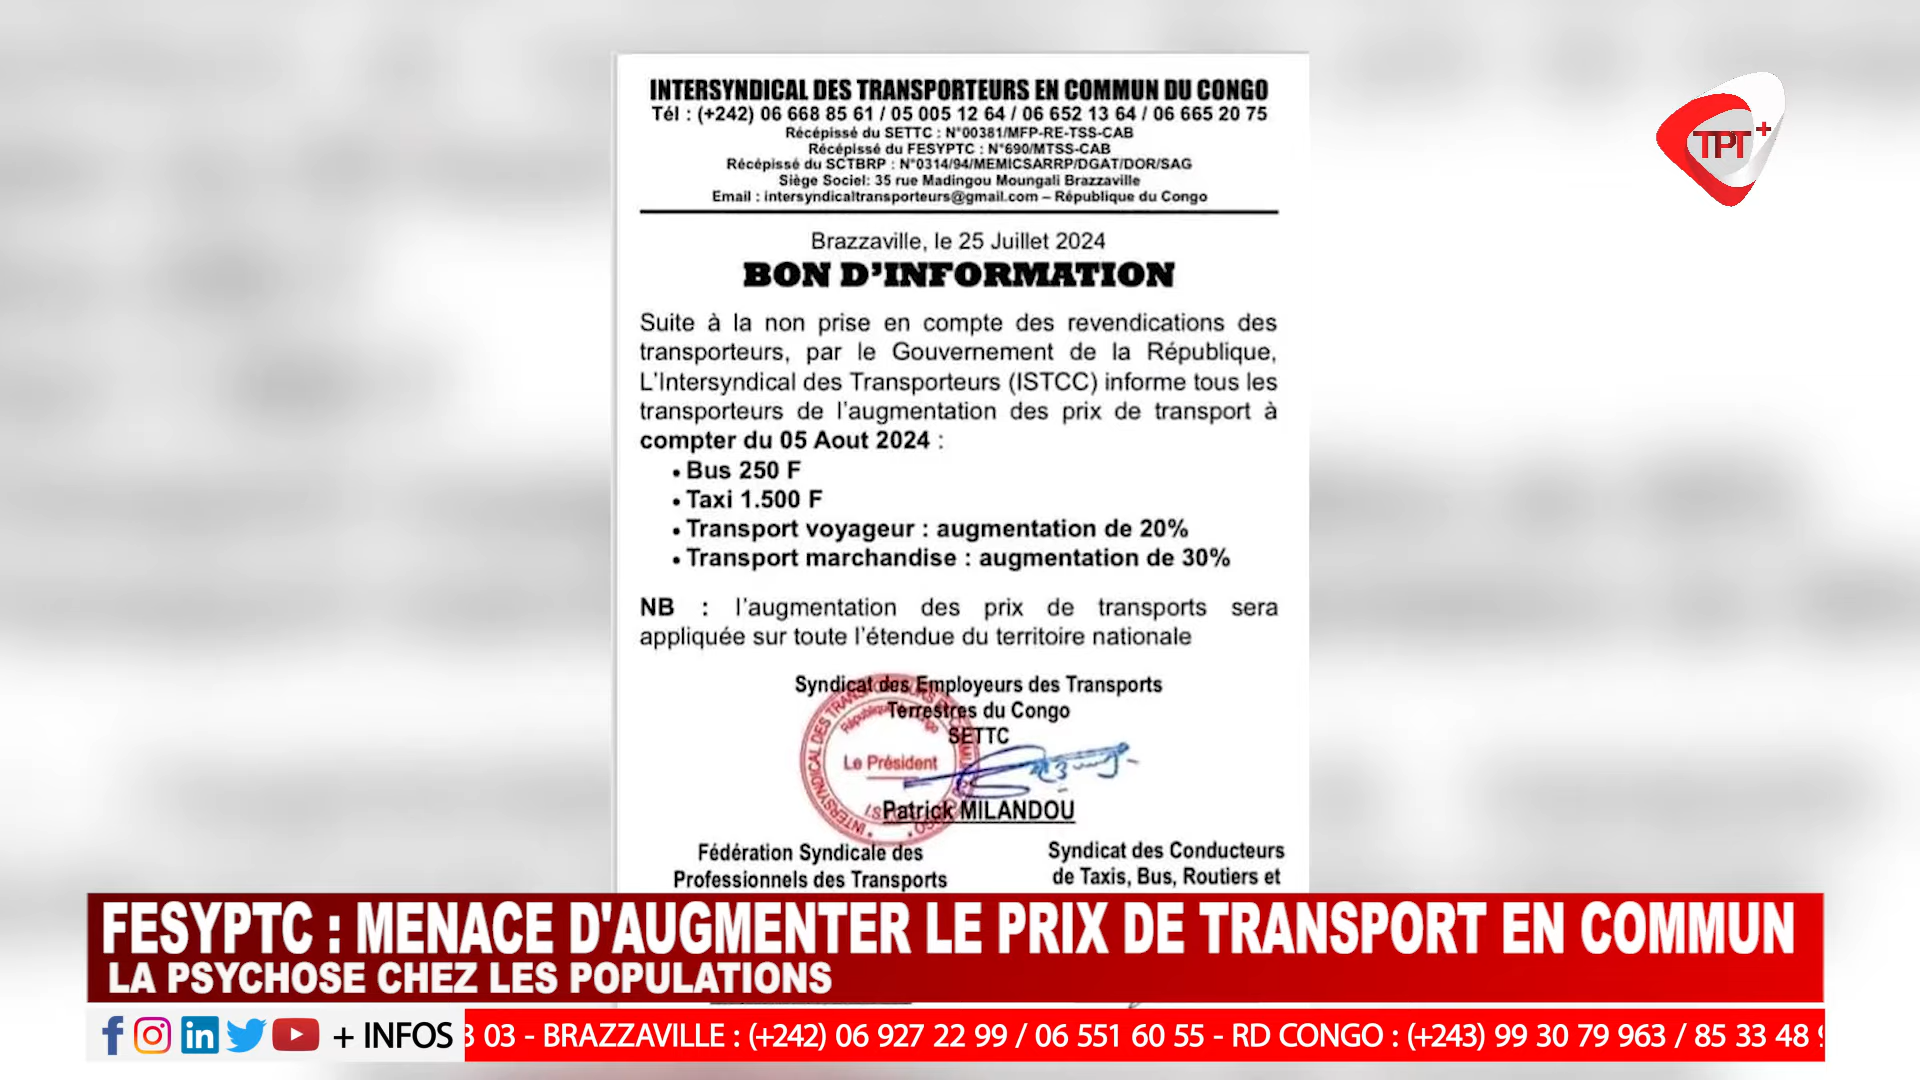 INTERSYNDICAL DES TRANSPORTEURS EN COMMUN DU CONGO
Tél : (+242) 06 668 85 61 / 05 005 12 64 / 06 652 13 64 / 06 665 20 75
Récépissé du SETTC : N°00381/MFP-RE-TSS-CAB
Récépissé du FESYPTC : N°690/MTSS-CAB
Récépissé du SCTBRP : N°0314/94/MEMICSARRP/DGAT/DOR/SAG
Siège Sociel: 35 rue Madingou Moungali Brazzaville
Email : intersyndicaltransporteurs@gmail.com – République du Congo
TPT+
Brazzaville, le 25 Juillet 2024
BON D'INFORMATION
Suite à la non prise en compte des revendications des
transporteurs, par le Gouvernement de la République,
L'Intersyndical des Transporteurs (ISTCC) informe tous les
transporteurs de l'augmentation des prix de transport à
compter du 05 Aout 2024 :
• Bus 250 F
• Taxi 1.500 F
• Transport voyageur : augmentation de 20%
• Transport marchandise : augmentation de 30%
NB : l'augmentation des prix de transports sera
appliquée sur toute l'étendue du territoire nationale
Syndicat des Employeurs des Transports
Terrestres du Congo
SETTC
Le Président
Patrick MILANDOU
Fédération Syndicale des
Professionnels des Transports
Syndicat des Conducteurs
de Taxis, Bus, Routiers et
FESYPTC : MENACE D'AUGMENTER LE PRIX DE TRANSPORT EN COMMUN
LA PSYCHOSE CHEZ LES POPULATIONS
+ INFOS
03 - BRAZZAVILLE : (+242) 06 927 22 99 / 06 551 60 55 - RD CONGO : (+243) 99 30 79 963 / 85 33 48